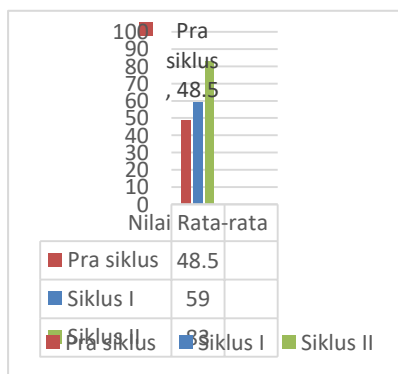 100
90
80
70
60
50
40
30
20
10
0
Pra
siklus
, 48.5
Nilai Rata-rata
Pra siklus 48.5
Siklus I 59
Siklus II 83
Pra siklus Siklus I Siklus II